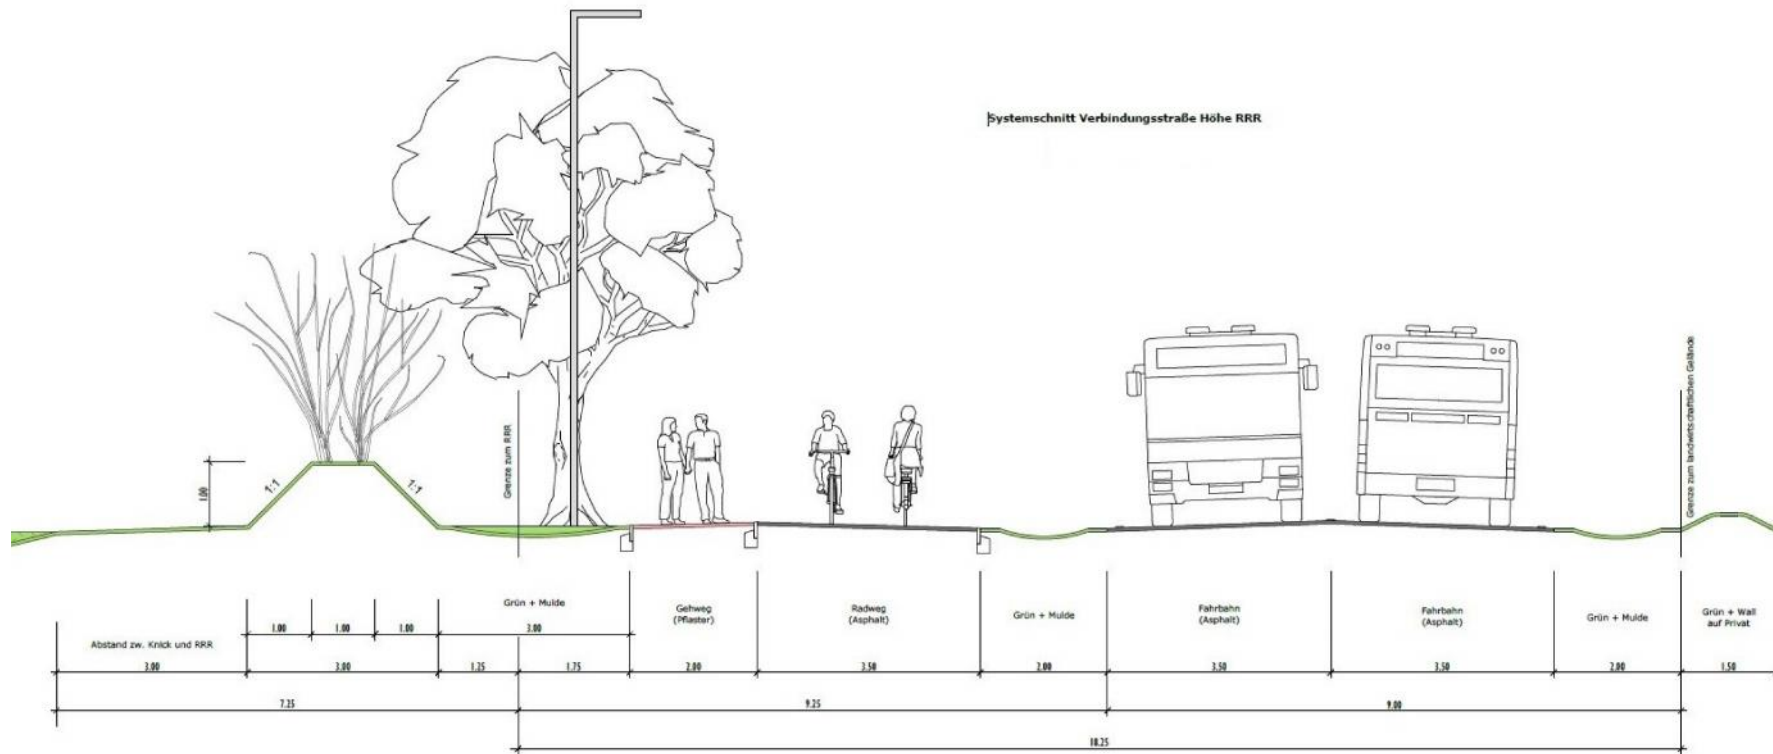 Systemschnitt Verbindungsstraße Höhe RRR
Grenze zum landwirtschaftlichen Gelände
Grenze zum RRR
1:1
1:1
1.00
Grün + Mulde
Gehweg
(Pflaster)
Radweg
(Asphalt)
Grün + Mulde
Fahrbahn
(Asphalt)
Fahrbahn
(Asphalt)
Grün + Mulde
Grün + Wall
auf Privat
1.00 1.00 1.00 3.00
Abstand zw. Knick und RRR
3.00 3.00 1.25 1.75 2.00 3.50 2.00 3.50 3.50 2.00 1.50
7.25 9.25 9.00
18.25